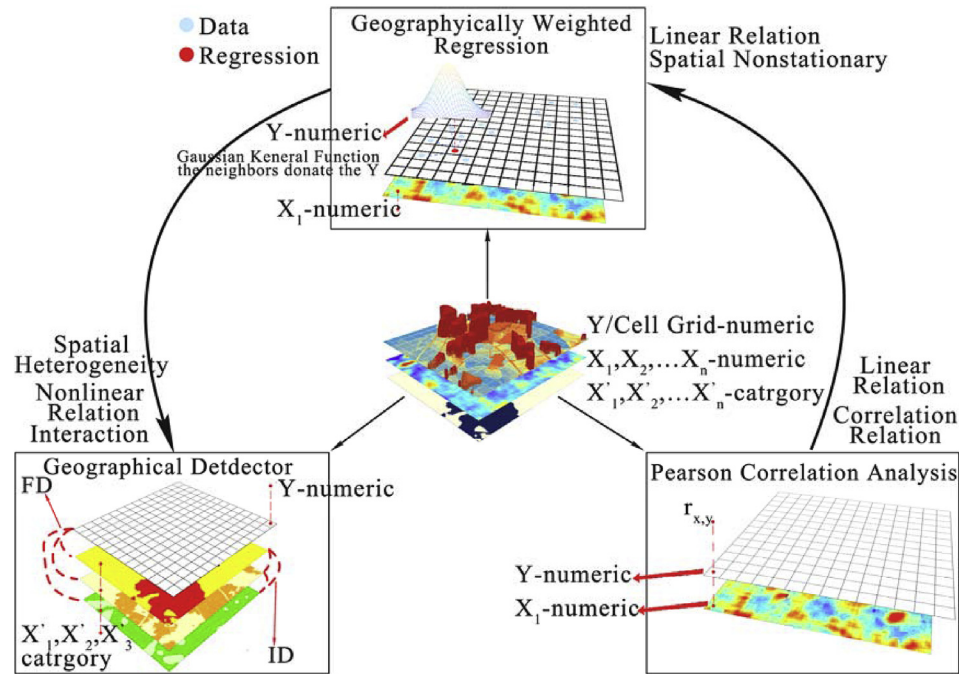 Data
Regression
Geographyically Weighted
Regression
Linear Relation
Spatial Nonstationary
Y-numeric
Gaussian Keneral Function
the neighbors donate the Y
X₁-numeric
Y/Cell Grid-numeric
X₁,X₂,…Xₙ-numeric
X'₁,X'₂,…X'ₙ-catrgory
Spatial
Heterogeneity
Nonlinear
Relation
Interaction
Linear
Relation
Correlation
Relation
Geographical Detdector
FD
Y-numeric
X'₁,X'₂,X'₃
catrgory
ID
Pearson Correlation Analysis
rₓ,ᵧ
Y-numeric
X₁-numeric